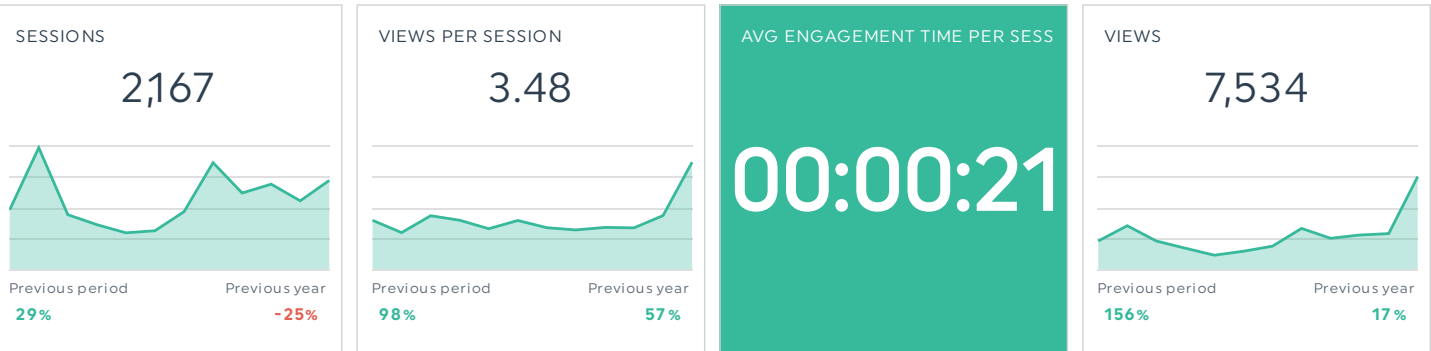 SESSIONS
2,167
Previous period Previous year
29% -25%
VIEWS PER SESSION
3.48
Previous period Previous year
98% 57%
AVG ENGAGEMENT TIME PER SESS
00:00:21
VIEWS
7,534
Previous period Previous year
156% 17%